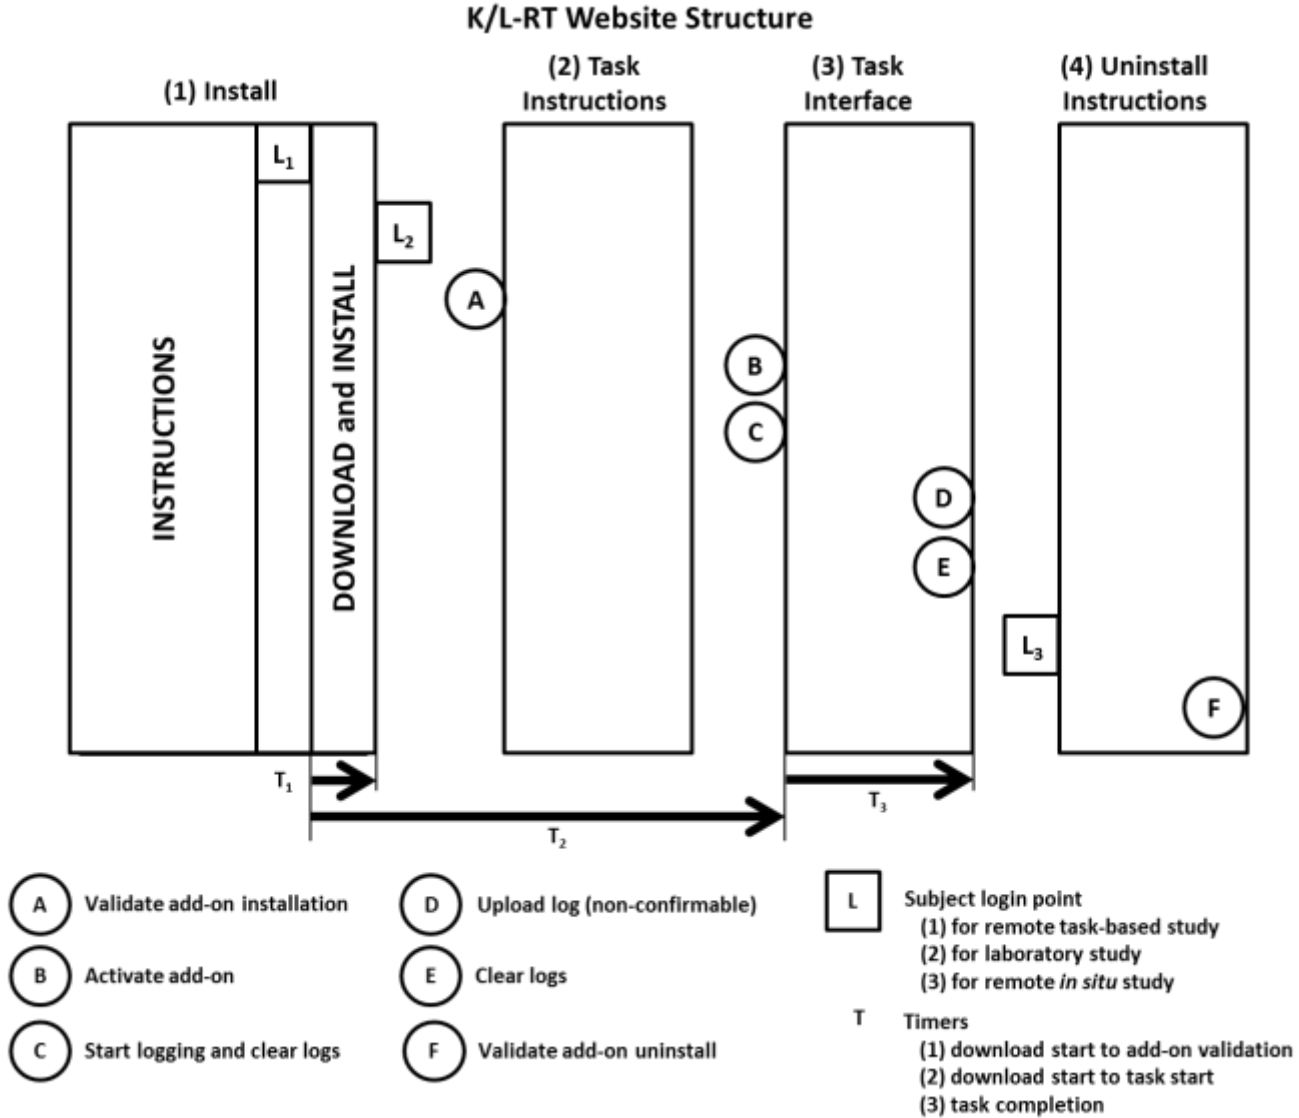 K/L-RT Website Structure
(1) Install
(2) Task
Instructions
(3) Task
Interface
(4) Uninstall
Instructions
INSTRUCTIONS
L1
DOWNLOAD and INSTALL
L2
A
B
C
D
E
L3
F
T1
T2
T3
A Validate add-on installation
B Activate add-on
C Start logging and clear logs
D Upload log (non-confirmable)
E Clear logs
F Validate add-on uninstall
L Subject login point
(1) for remote task-based study
(2) for laboratory study
(3) for remote in situ study
T Timers
(1) download start to add-on validation
(2) download start to task start
(3) task completion